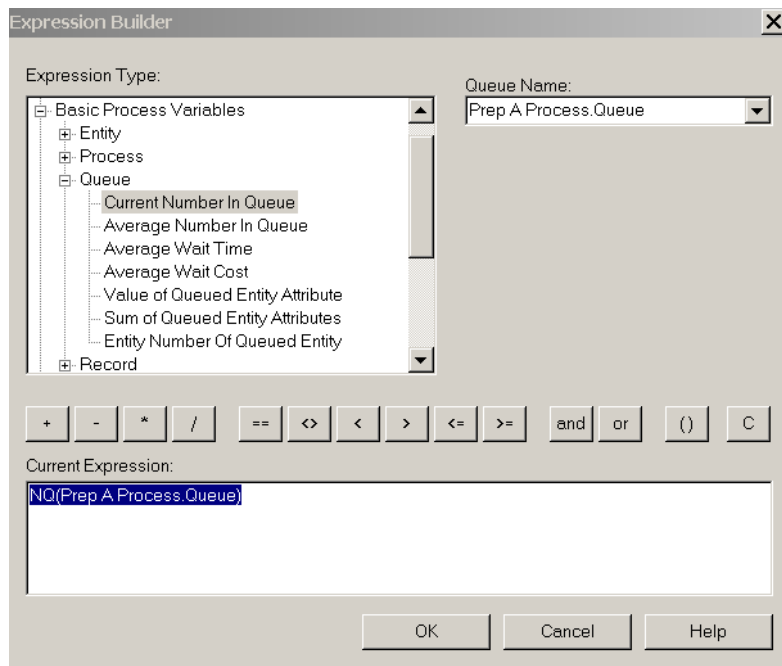 Expression Builder
Expression Type:
Queue Name:
Basic Process Variables
Prep A Process.Queue
Entity
Process
Queue
Current Number In Queue
Average Number In Queue
Average Wait Time
Average Wait Cost
Value of Queued Entity Attribute
Sum of Queued Entity Attributes
Entity Number Of Queued Entity
Record
+ - * / == <> < > <= >= and or () C
Current Expression:
NQ(Prep A Process.Queue)
OK Cancel Help